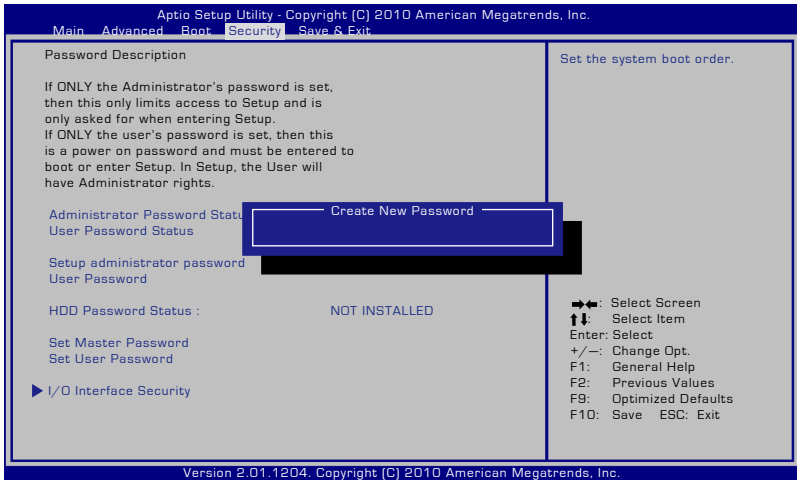 Aptio Setup Utility - Copyright (C) 2010 American Megatrends, Inc.
Main Advanced Boot Security Save & Exit
Password Description
If ONLY the Administrator's password is set,
then this only limits access to Setup and is
only asked for when entering Setup.
If ONLY the user's password is set, then this
is a power on password and must be entered to
boot or enter Setup. In Setup, the User will
have Administrator rights.
Administrator Password Statu
User Password Status
Create New Password
Setup administrator password
User Password
HDD Password Status : NOT INSTALLED
Set Master Password
Set User Password
I/O Interface Security
Set the system boot order.
➡⬅: Select Screen
⬆⬇: Select Item
Enter: Select
+/—: Change Opt.
F1: General Help
F2: Previous Values
F9: Optimized Defaults
F10: Save ESC: Exit
Version 2.01.1204. Copyright (C) 2010 American Megatrends, Inc.